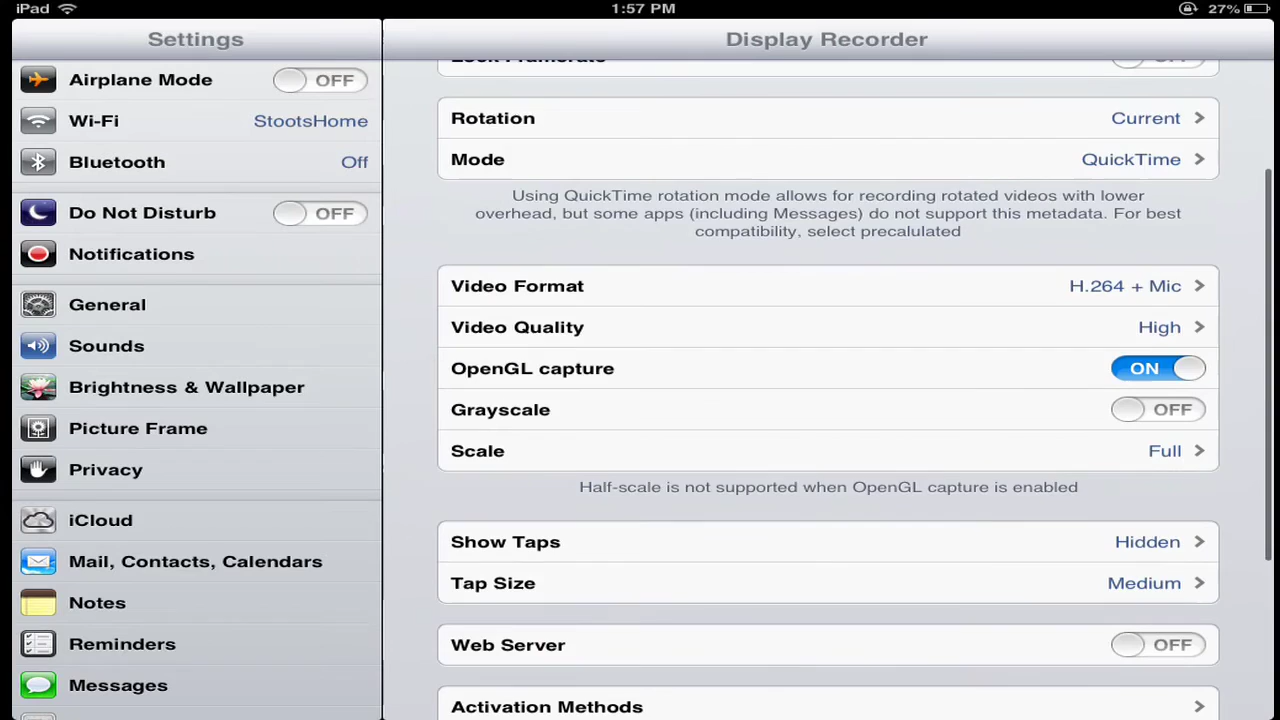 iPad
1:57 PM
27%
Settings
Airplane Mode OFF
Wi-Fi StootsHome
Bluetooth Off
Do Not Disturb OFF
Notifications
General
Sounds
Brightness & Wallpaper
Picture Frame
Privacy
iCloud
Mail, Contacts, Calendars
Notes
Reminders
Messages
Display Recorder
Lock Framerate OFF
Rotation Current
Mode QuickTime
Using QuickTime rotation mode allows for recording rotated videos with lower
overhead, but some apps (including Messages) do not support this metadata. For best
compatibility, select precalulated
Video Format H.264 + Mic
Video Quality High
OpenGL capture ON
Grayscale OFF
Scale Full
Half-scale is not supported when OpenGL capture is enabled
Show Taps Hidden
Tap Size Medium
Web Server OFF
Activation Methods